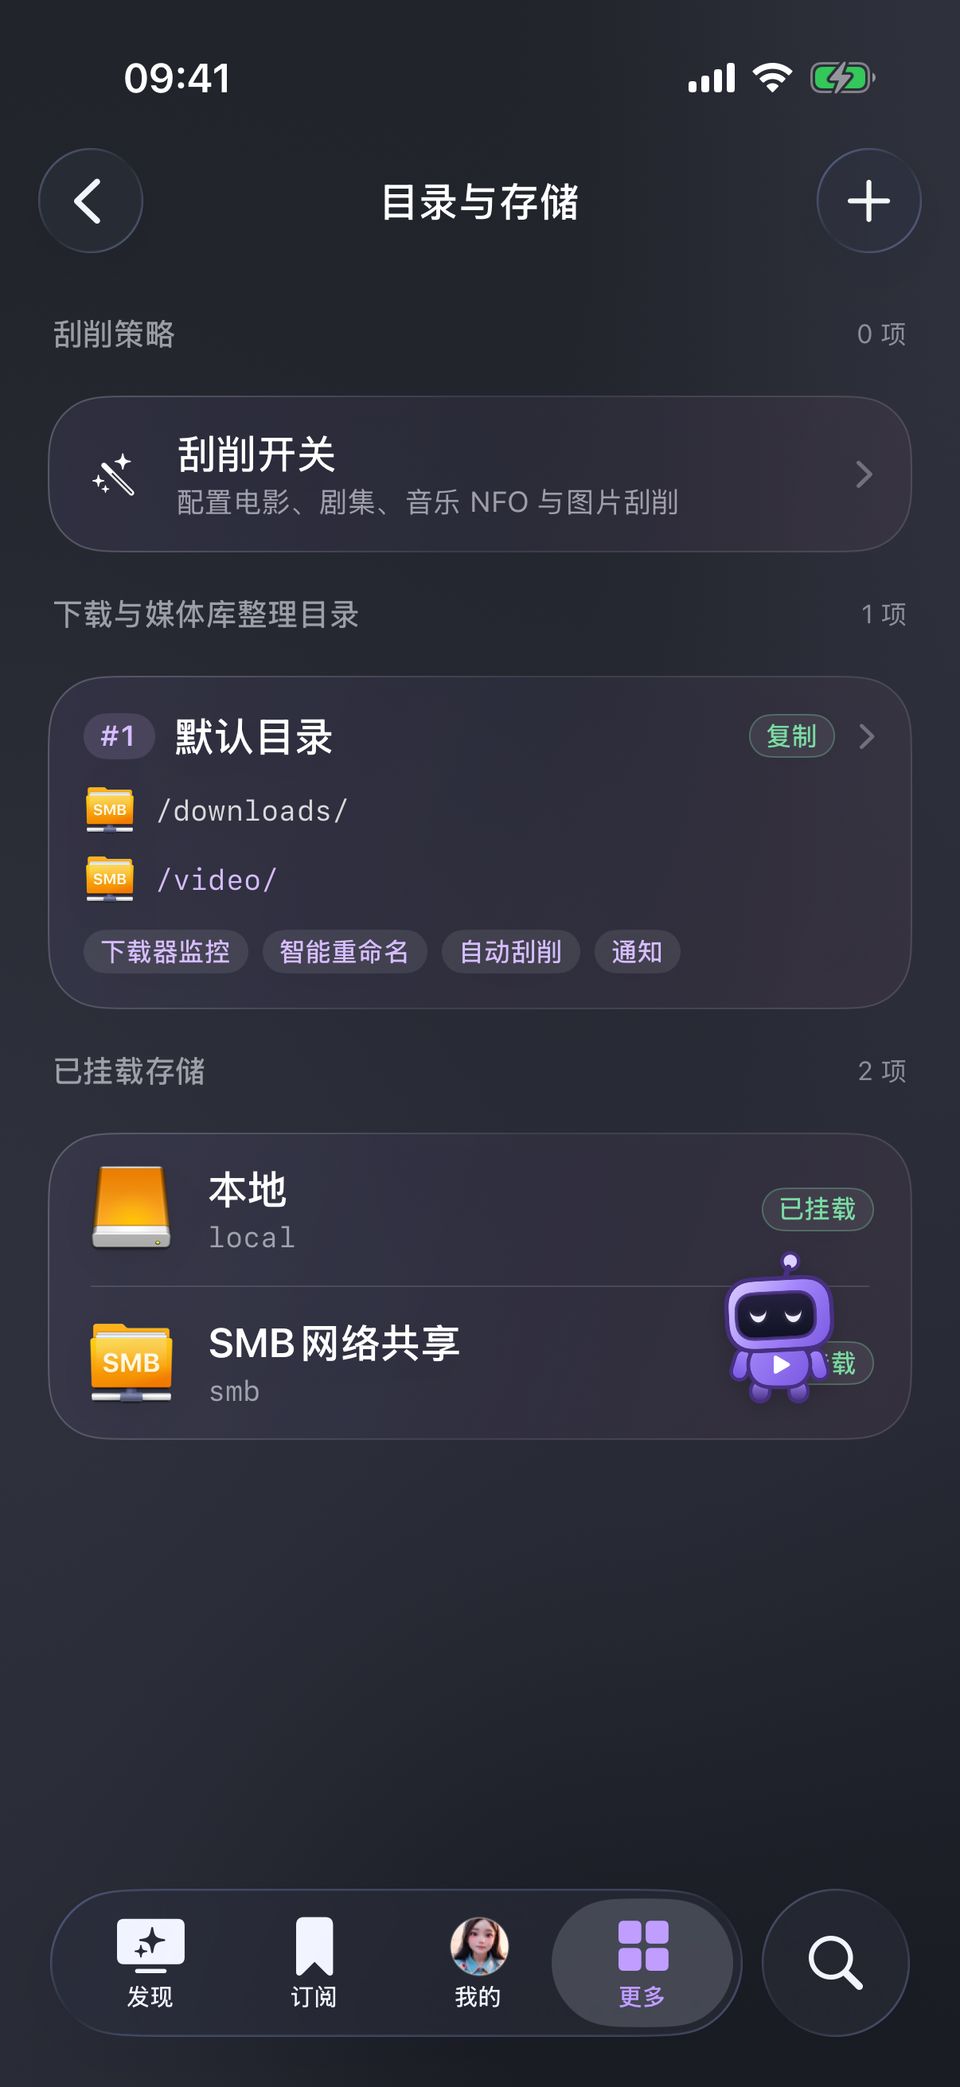 09:41
目录与存储
刮削策略 0 项
刮削开关
配置电影、剧集、音乐 NFO 与图片刮削
下载与媒体库整理目录 1 项
#1 默认目录 复制
SMB /downloads/
SMB /video/
下载器监控 智能重命名 自动刮削 通知
已挂载存储 2 项
本地
local
已挂载
SMB网络共享
SMB
smb
载
发现 订阅 我的 更多